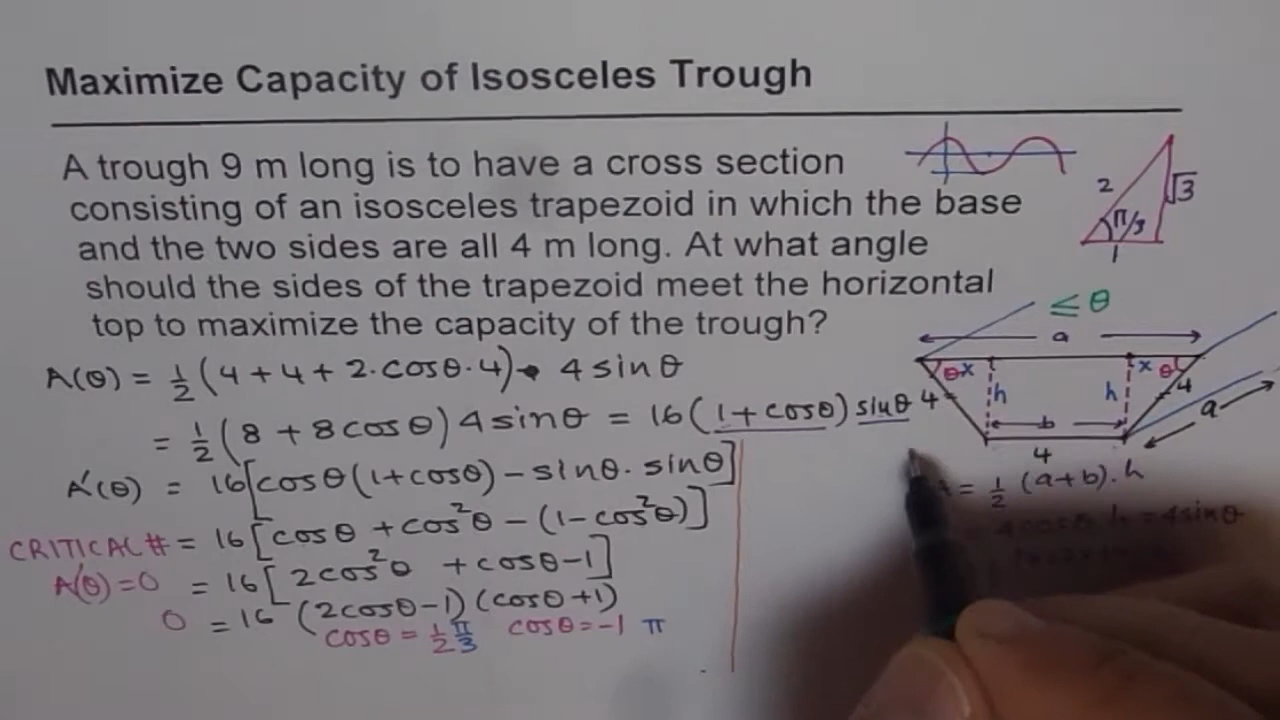 Maximize Capacity of Isosceles Trough
A trough 9 m long is to have a cross section
consisting of an isosceles trapezoid in which the base
and the two sides are all 4 m long. At what angle
should the sides of the trapezoid meet the horizontal
top to maximize the capacity of the trough?
2 √3
π/3
1
≤ θ
a
θ x x θ
4 h h 4
b a
4
A(θ) = 1/2 (4 + 4 + 2·cosθ·4) • 4 sinθ
= 1/2 (8 + 8cosθ) 4sinθ = 16 (1 + cosθ) sinθ
A'(θ) = 16[cosθ(1+cosθ) − sinθ·sinθ]
CRITICAL # = 16[cosθ + cos²θ − (1−cos²θ)]
A'(θ)=0 = 16[2cos²θ + cosθ −1]
0 = 16 (2cosθ−1)(cosθ+1)
cosθ = 1/2 π/3 cosθ = −1 π
= 1/2 (a+b)·h
h = 4sinθ